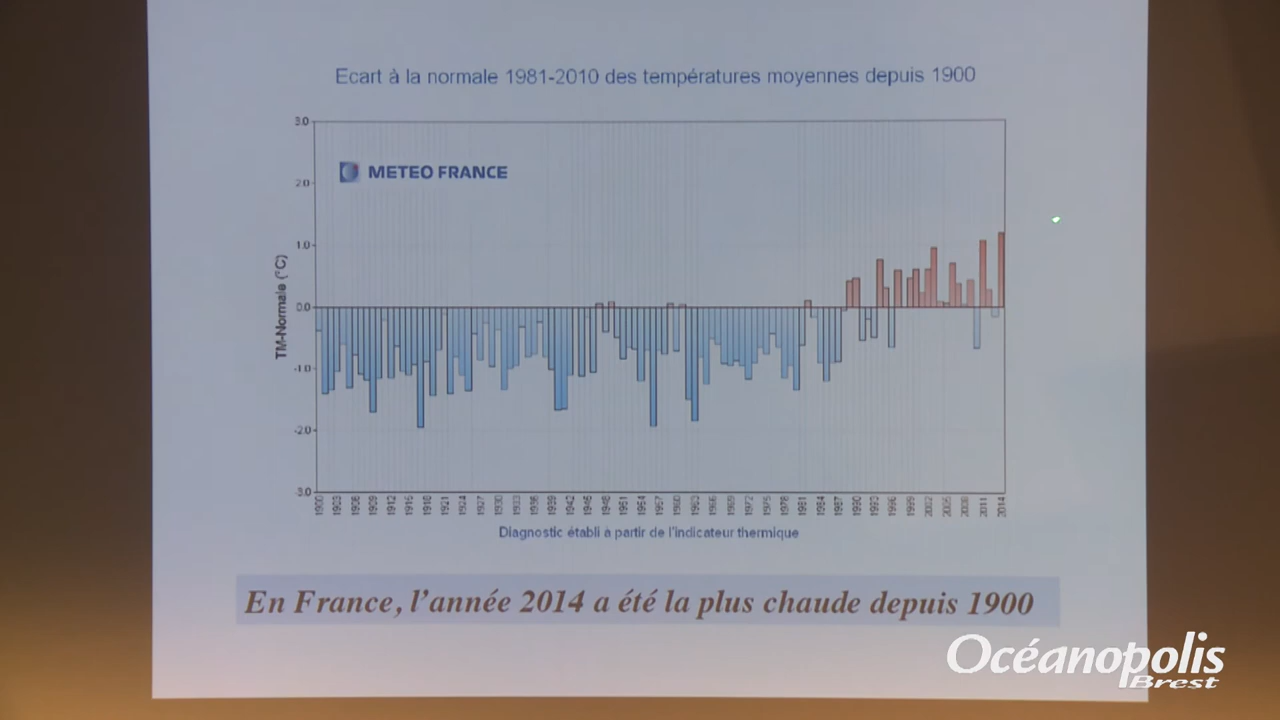 Ecart à la normale 1981-2010 des températures moyennes depuis 1900
METEO FRANCE
TM-Normale (°C)
3.0
2.0
1.0
0.0
-1.0
-2.0
-3.0
1900 1903 1906 1909 1912 1915 1918 1921 1924 1927 1930 1933 1936 1939 1942 1945 1948 1951 1954 1957 1960 1963 1966 1969 1972 1975 1978 1981 1984 1987 1990 1993 1996 1999 2002 2005 2008 2011 2014
Diagnostic établi à partir de l'indicateur thermique
En France, l'année 2014 a été la plus chaude depuis 1900
Océanopolis
Brest